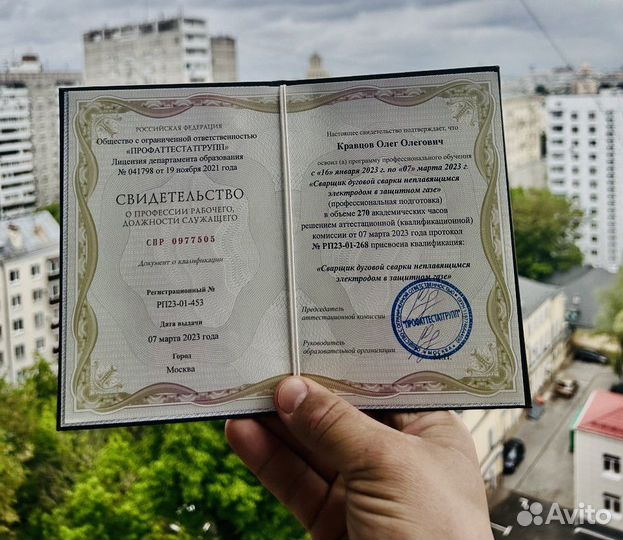 РОССИЙСКАЯ ФЕДЕРАЦИЯ
Общество с ограниченной ответственностью
«ПРОФАТТЕСТАТГРУПП»
Лицензия департамента образования
№ 041798 от 19 ноября 2021 года
СВИДЕТЕЛЬСТВО
О ПРОФЕССИИ РАБОЧЕГО,
ДОЛЖНОСТИ СЛУЖАЩЕГО
СПР 0977505
Документ о квалификации
Регистрационный №
РП23-01-453
Дата выдачи
07 марта 2023 года
Город
Москва
Настоящее свидетельство подтверждает, что
Кравцов Олег Олегович
освоил (а) программу профессионального обучения
с «16» января 2023 г. по «07» марта 2023 г.
«Сварщик дуговой сварки неплавящимся
электродом в защитном газе»
(профессиональная подготовка)
в объеме 270 академических часов
решением аттестационной (квалификационной)
комиссии от 07 марта 2023 года протокол
№ РП23-01-268 присвоена квалификация:
«Сварщик дуговой сварки неплавящимся
электродом в защитном газе»
Председатель
аттестационной комиссии
Руководитель
образовательной организации
"ПРОФАТТЕСТАТГРУПП"
Avito